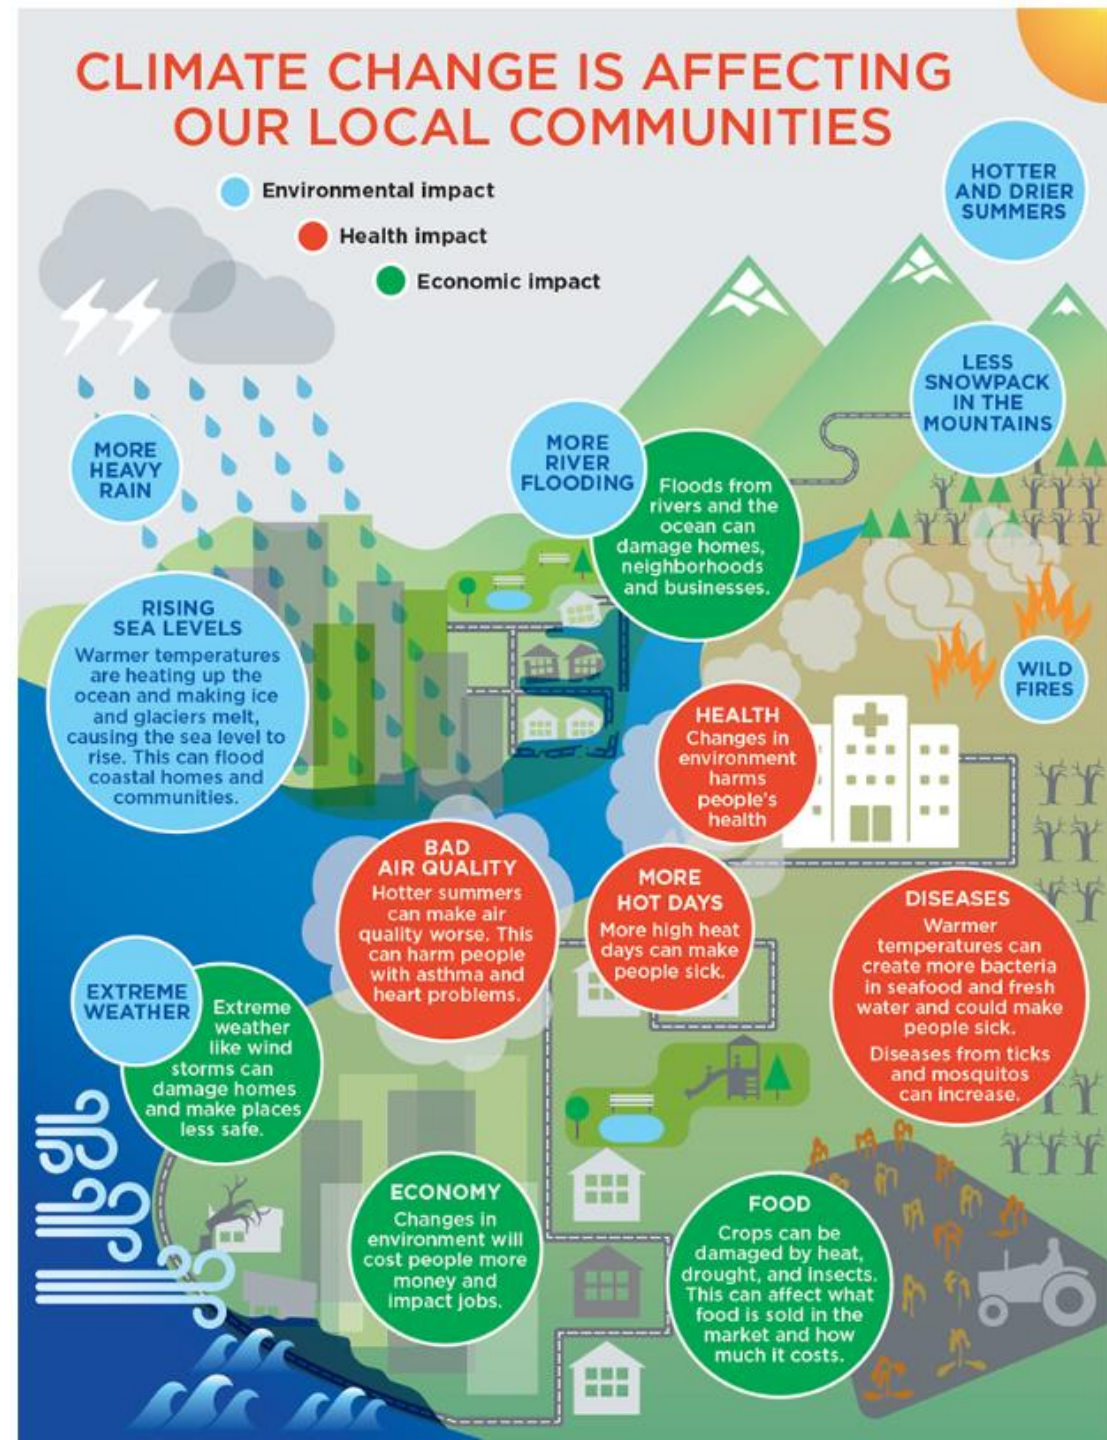 CLIMATE CHANGE IS AFFECTING
OUR LOCAL COMMUNITIES
Environmental impact
Health impact
Economic impact
HOTTER
AND DRIER
SUMMERS
LESS
SNOWPACK
IN THE
MOUNTAINS
MORE
HEAVY
RAIN
MORE
RIVER
FLOODING
Floods from
rivers and the
ocean can
damage homes,
neighborhoods
and businesses.
RISING
SEA LEVELS
Warmer temperatures
are heating up the
ocean and making ice
and glaciers melt,
causing the sea level to
rise. This can flood
coastal homes and
communities.
WILD
FIRES
HEALTH
Changes in
environment
harms
people's
health
BAD
AIR QUALITY
Hotter summers
can make air
quality worse. This
can harm people
with asthma and
heart problems.
MORE
HOT DAYS
More high heat
days can make
people sick.
DISEASES
Warmer
temperatures can
create more bacteria
in seafood and fresh
water and could make
people sick.
Diseases from ticks
and mosquitos
can increase.
EXTREME
WEATHER
Extreme
weather
like wind
storms can
damage homes
and make places
less safe.
ECONOMY
Changes in
environment will
cost people more
money and
impact jobs.
FOOD
Crops can be
damaged by heat,
drought, and insects.
This can affect what
food is sold in the
market and how
much it costs.